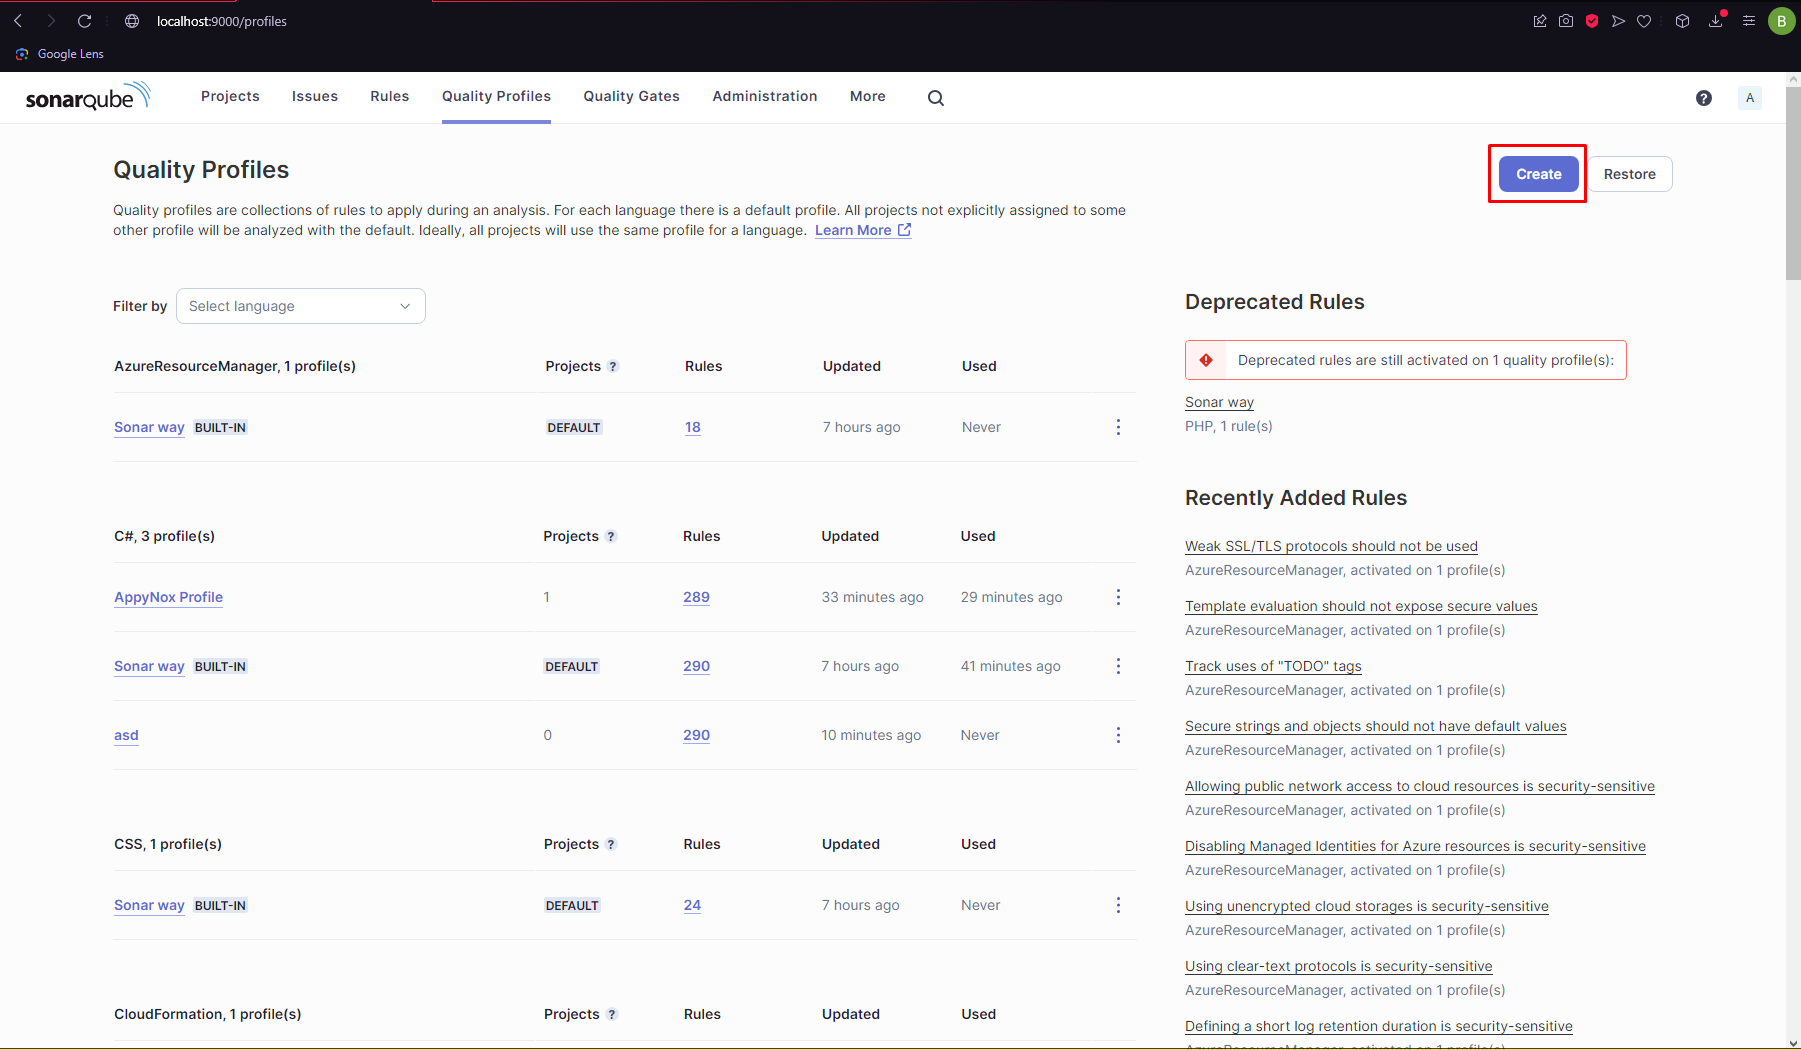 localhost:9000/profiles
B
Google Lens
sonarqube
Projects Issues Rules Quality Profiles Quality Gates Administration More
? A
Quality Profiles
Create Restore
Quality profiles are collections of rules to apply during an analysis. For each language there is a default profile. All projects not explicitly assigned to some
other profile will be analyzed with the default. Ideally, all projects will use the same profile for a language. Learn More
Filter by Select language
AzureResourceManager, 1 profile(s) Projects ? Rules Updated Used
Sonar way BUILT-IN DEFAULT 18 7 hours ago Never
C#, 3 profile(s) Projects ? Rules Updated Used
AppyNox Profile 1 289 33 minutes ago 29 minutes ago
Sonar way BUILT-IN DEFAULT 290 7 hours ago 41 minutes ago
asd 0 290 10 minutes ago Never
CSS, 1 profile(s) Projects ? Rules Updated Used
Sonar way BUILT-IN DEFAULT 24 7 hours ago Never
CloudFormation, 1 profile(s) Projects ? Rules Updated Used
Deprecated Rules
Deprecated rules are still activated on 1 quality profile(s):
Sonar way
PHP, 1 rule(s)
Recently Added Rules
Weak SSL/TLS protocols should not be used
AzureResourceManager, activated on 1 profile(s)
Template evaluation should not expose secure values
AzureResourceManager, activated on 1 profile(s)
Track uses of "TODO" tags
AzureResourceManager, activated on 1 profile(s)
Secure strings and objects should not have default values
AzureResourceManager, activated on 1 profile(s)
Allowing public network access to cloud resources is security-sensitive
AzureResourceManager, activated on 1 profile(s)
Disabling Managed Identities for Azure resources is security-sensitive
AzureResourceManager, activated on 1 profile(s)
Using unencrypted cloud storages is security-sensitive
AzureResourceManager, activated on 1 profile(s)
Using clear-text protocols is security-sensitive
AzureResourceManager, activated on 1 profile(s)
Defining a short log retention duration is security-sensitive